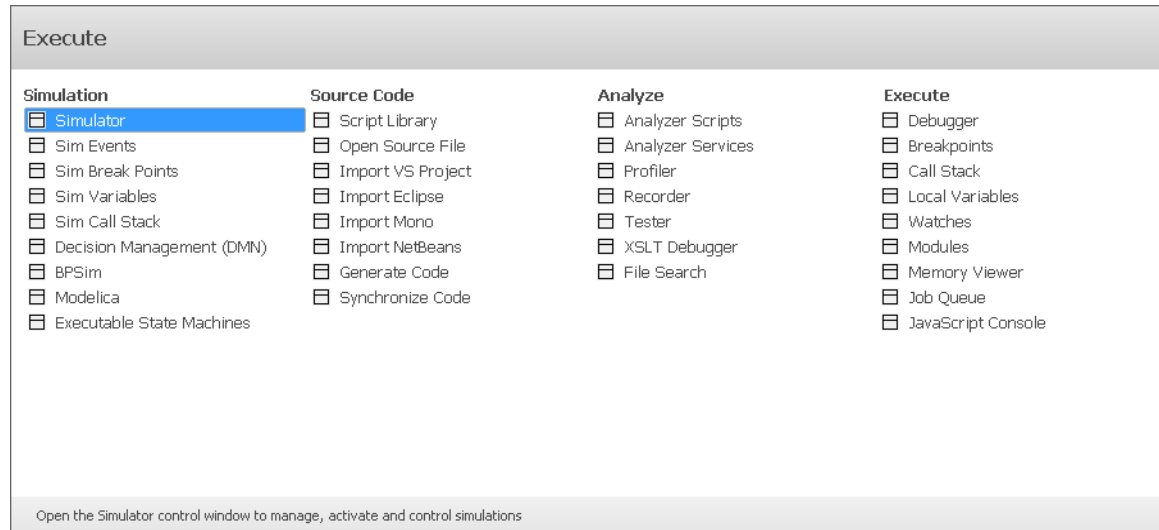 Execute
Simulation
Simulator
Sim Events
Sim Break Points
Sim Variables
Sim Call Stack
Decision Management (DMN)
BPSim
Modelica
Executable State Machines
Source Code
Script Library
Open Source File
Import VS Project
Import Eclipse
Import Mono
Import NetBeans
Generate Code
Synchronize Code
Analyze
Analyzer Scripts
Analyzer Services
Profiler
Recorder
Tester
XSLT Debugger
File Search
Execute
Debugger
Breakpoints
Call Stack
Local Variables
Watches
Modules
Memory Viewer
Job Queue
JavaScript Console
Open the Simulator control window to manage, activate and control simulations